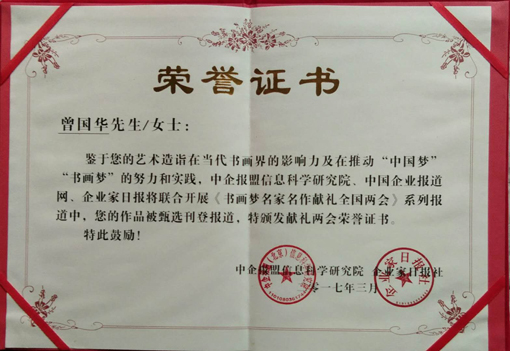 荣誉证书
曾国华先生/女士：
鉴于您的艺术造诣在当代书画界的影响力及在推动“中国梦”
“书画梦”的努力和实践，中企报盟信息科学研究院、中国企业报道
网、企业家日报将联合开展《书画梦名家名作献礼全国两会》系列报
道中，您的作品被甄选刊登报道，特颁发献礼两会荣誉证书。
特此鼓励！
中企报盟信息科学研究院 企业家日报社
二〇一七年三月
企业家日报社